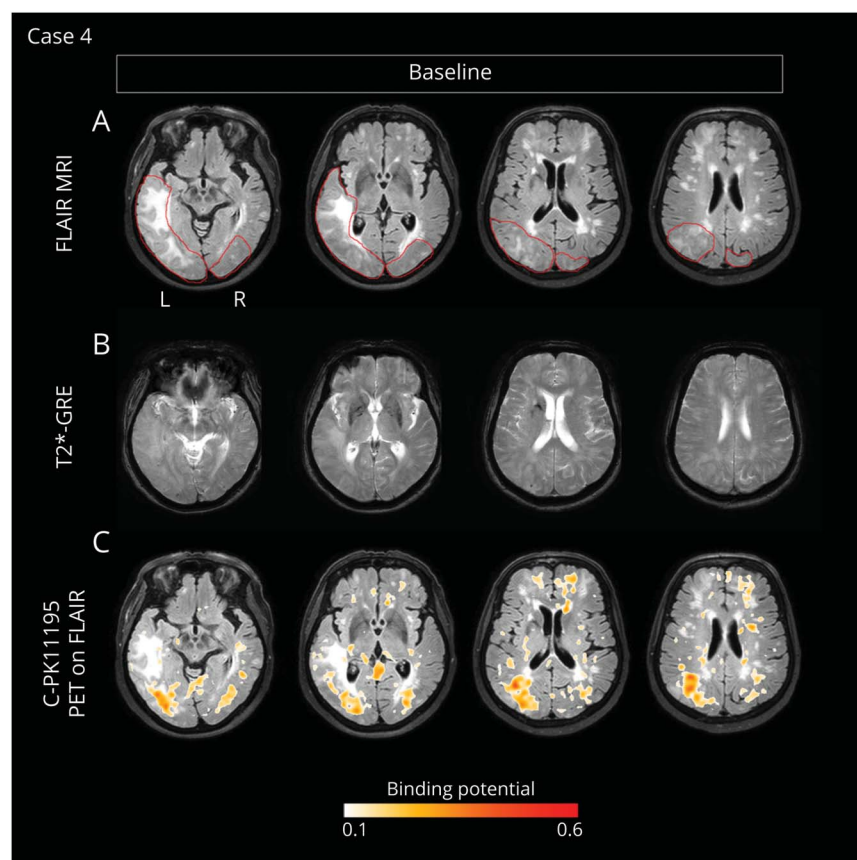 Case 4
Baseline
A
FLAIR MRI
L R
B
T2*-GRE
C
C-PK11195
PET on FLAIR
Binding potential
0.1 0.6